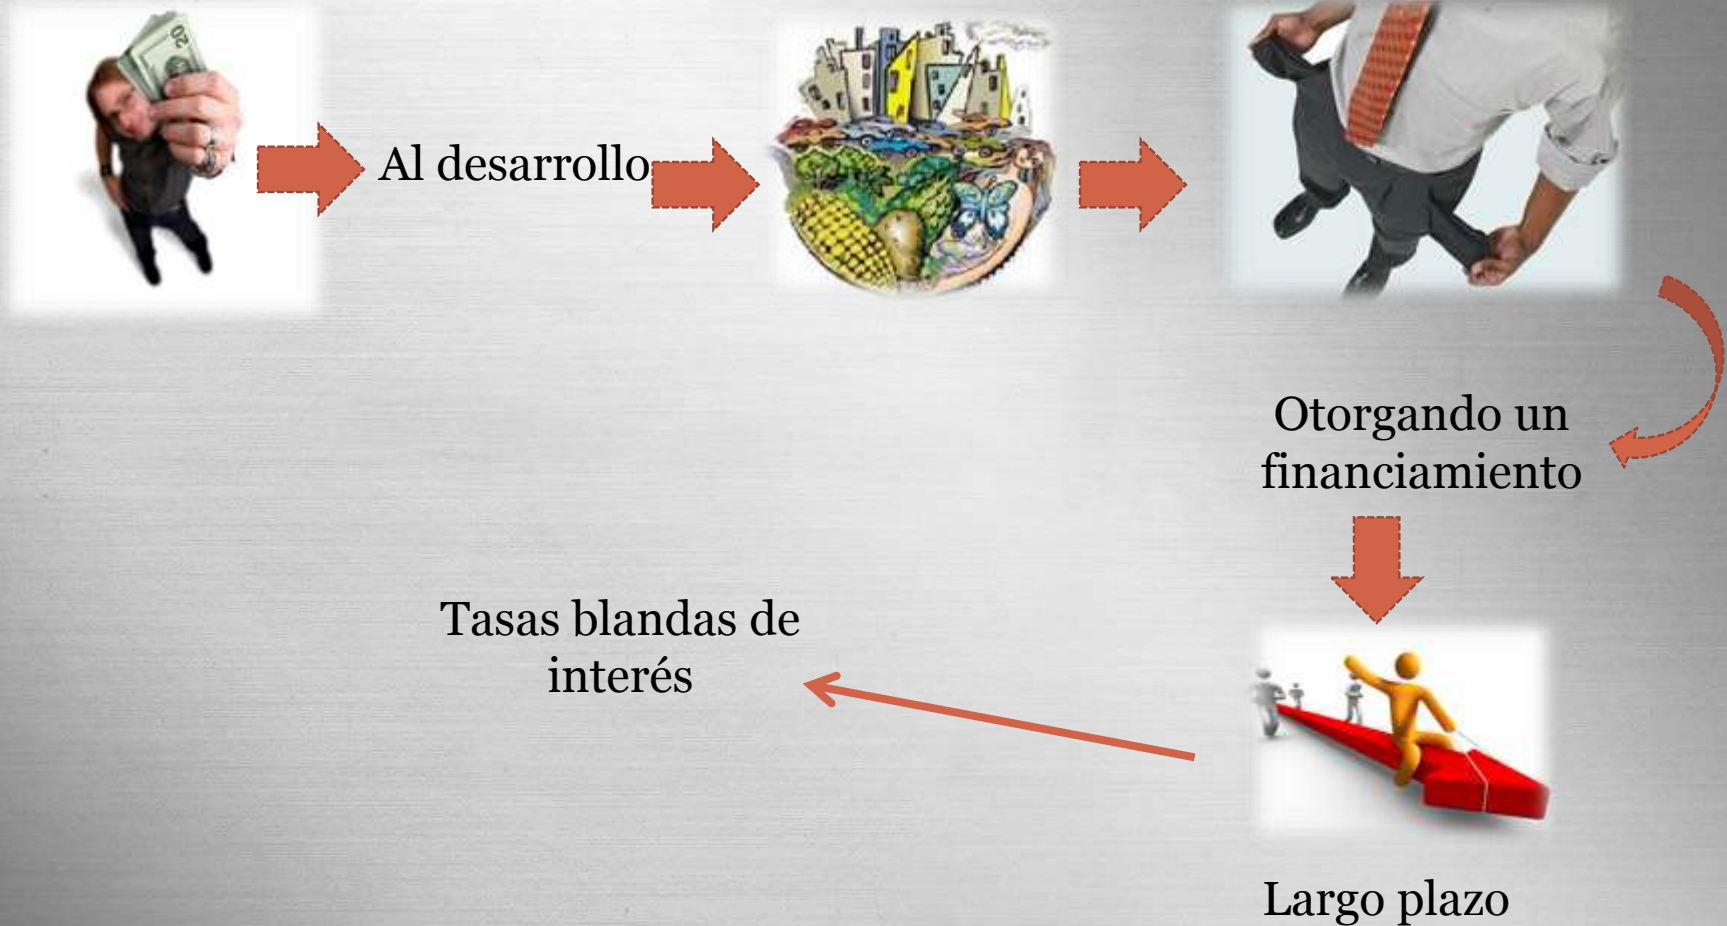 Al desarrollo
Otorgando un
financiamiento
Tasas blandas de
interés
Largo plazo